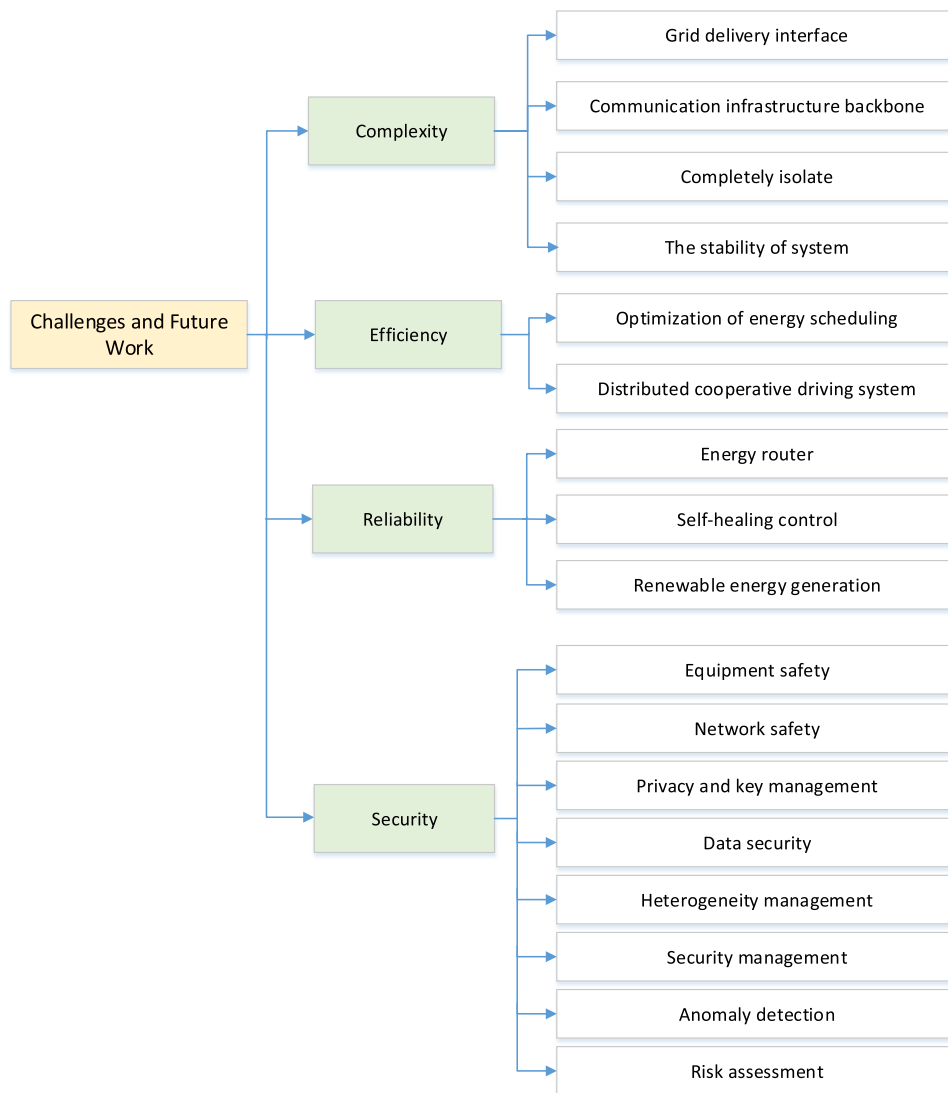 Challenges and Future
Work
Complexity
Grid delivery interface
Communication infrastructure backbone
Completely isolate
The stability of system
Efficiency
Optimization of energy scheduling
Distributed cooperative driving system
Reliability
Energy router
Self-healing control
Renewable energy generation
Security
Equipment safety
Network safety
Privacy and key management
Data security
Heterogeneity management
Security management
Anomaly detection
Risk assessment